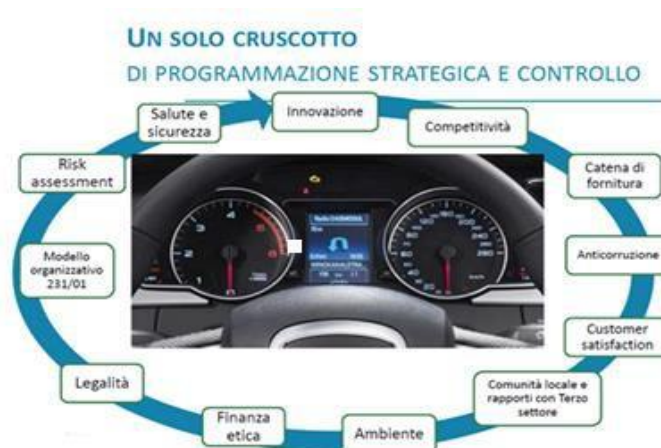 UN SOLO CRUSCOTTO
DI PROGRAMMAZIONE STRATEGICA E CONTROLLO
Innovazione
Competitività
Catena di
fornitura
Anticorruzione
Customer
satisfaction
Comunità locale e
rapporti con Terzo
settore
Ambiente
Finanza
etica
Legalità
Modello
organizzativo
231/01
Risk
assessment
Salute e
sicurezza